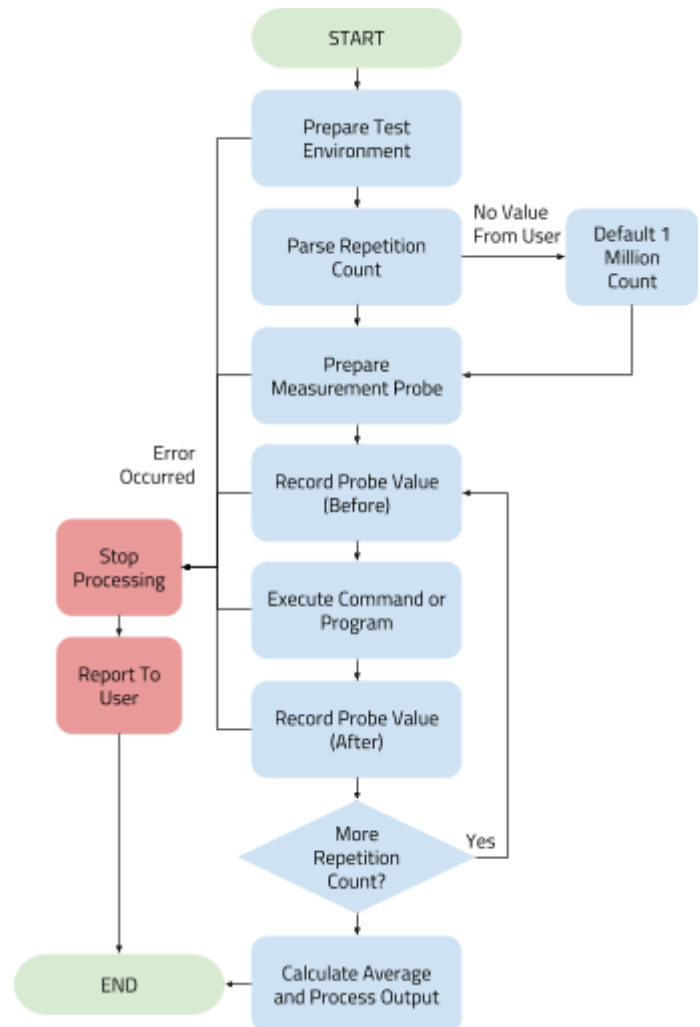 START
Prepare Test
Environment
No Value
From User
Parse Repetition
Count
Default 1
Million
Count
Prepare
Measurement Probe
Error
Occurred
Record Probe Value
(Before)
Stop
Processing
Execute Command or
Program
Report To
User
Record Probe Value
(After)
More
Repetition
Count?
Yes
Calculate Average
and Process Output
END